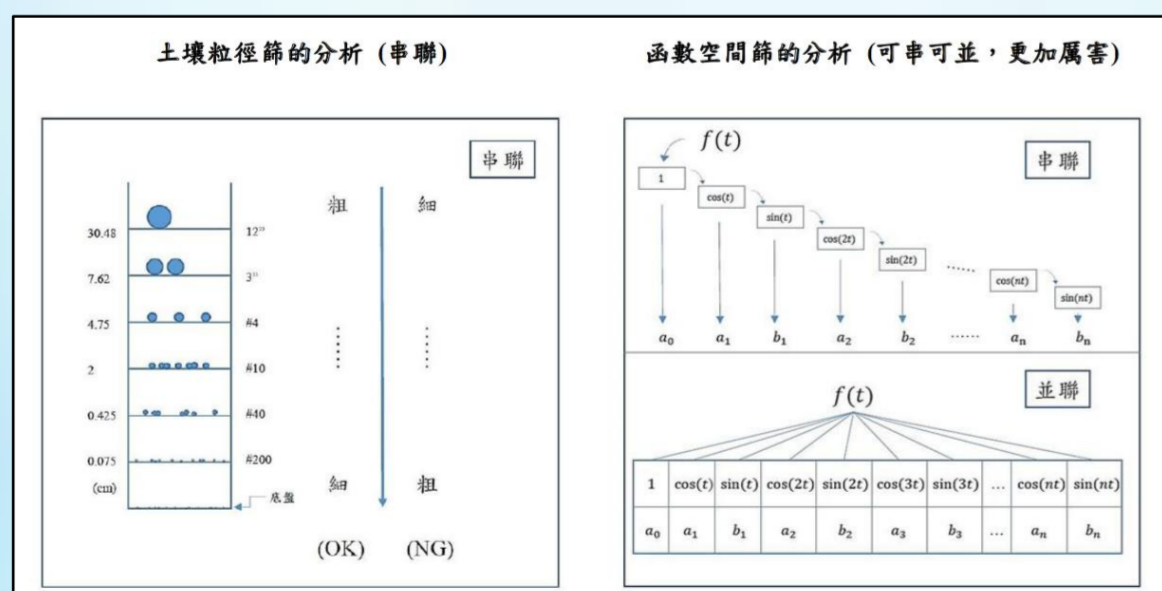 土壤粒徑篩的分析 (串聯)
串聯
粗 細
30.48 12"
7.62 3"
4.75 #4
2 #10
0.425 #40
0.075 #200
(cm)
底盤
細 粗
(OK) (NG)
函數空間篩的分析 (可串可並，更加厲害)
串聯
f(t)
1
cos(t)
sin(t)
cos(2t)
sin(2t)
......
cos(nt)
sin(nt)
a₀ a₁ b₁ a₂ b₂ ...... aₙ bₙ
並聯
f(t)
1 cos(t) sin(t) cos(2t) sin(2t) cos(3t) sin(3t) ... cos(nt) sin(nt)
a₀ a₁ b₁ a₂ b₂ a₃ b₃ ... aₙ bₙ